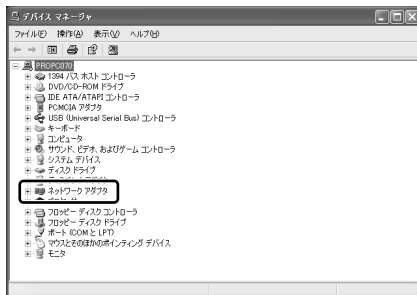 デバイス マネージャ
ファイル(F) 操作(A) 表示(V) ヘルプ(H)
PROPC070
1394 バス ホスト コントローラ
DVD/CD-ROM ドライブ
IDE ATA/ATAPI コントローラ
PCMCIA アダプタ
USB (Universal Serial Bus) コントローラ
キーボード
コンピュータ
サウンド、ビデオ、およびゲーム コントローラ
システム デバイス
ディスク ドライブ
ネットワーク アダプタ
フロッピー ディスク コントローラ
フロッピー ディスク ドライブ
ポート (COM と LPT)
マウスとそのほかのポインティング デバイス
モニタ